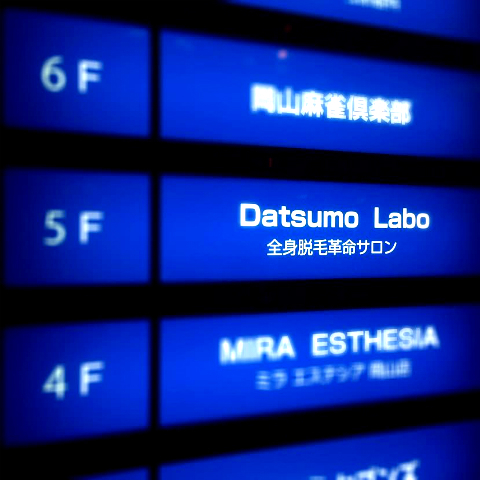 6F
岡山麻雀倶楽部
5F
Datsumo Labo
全身脱毛革命サロン
4F
MIRA ESTHESIA
ミラ エステシア 岡山店